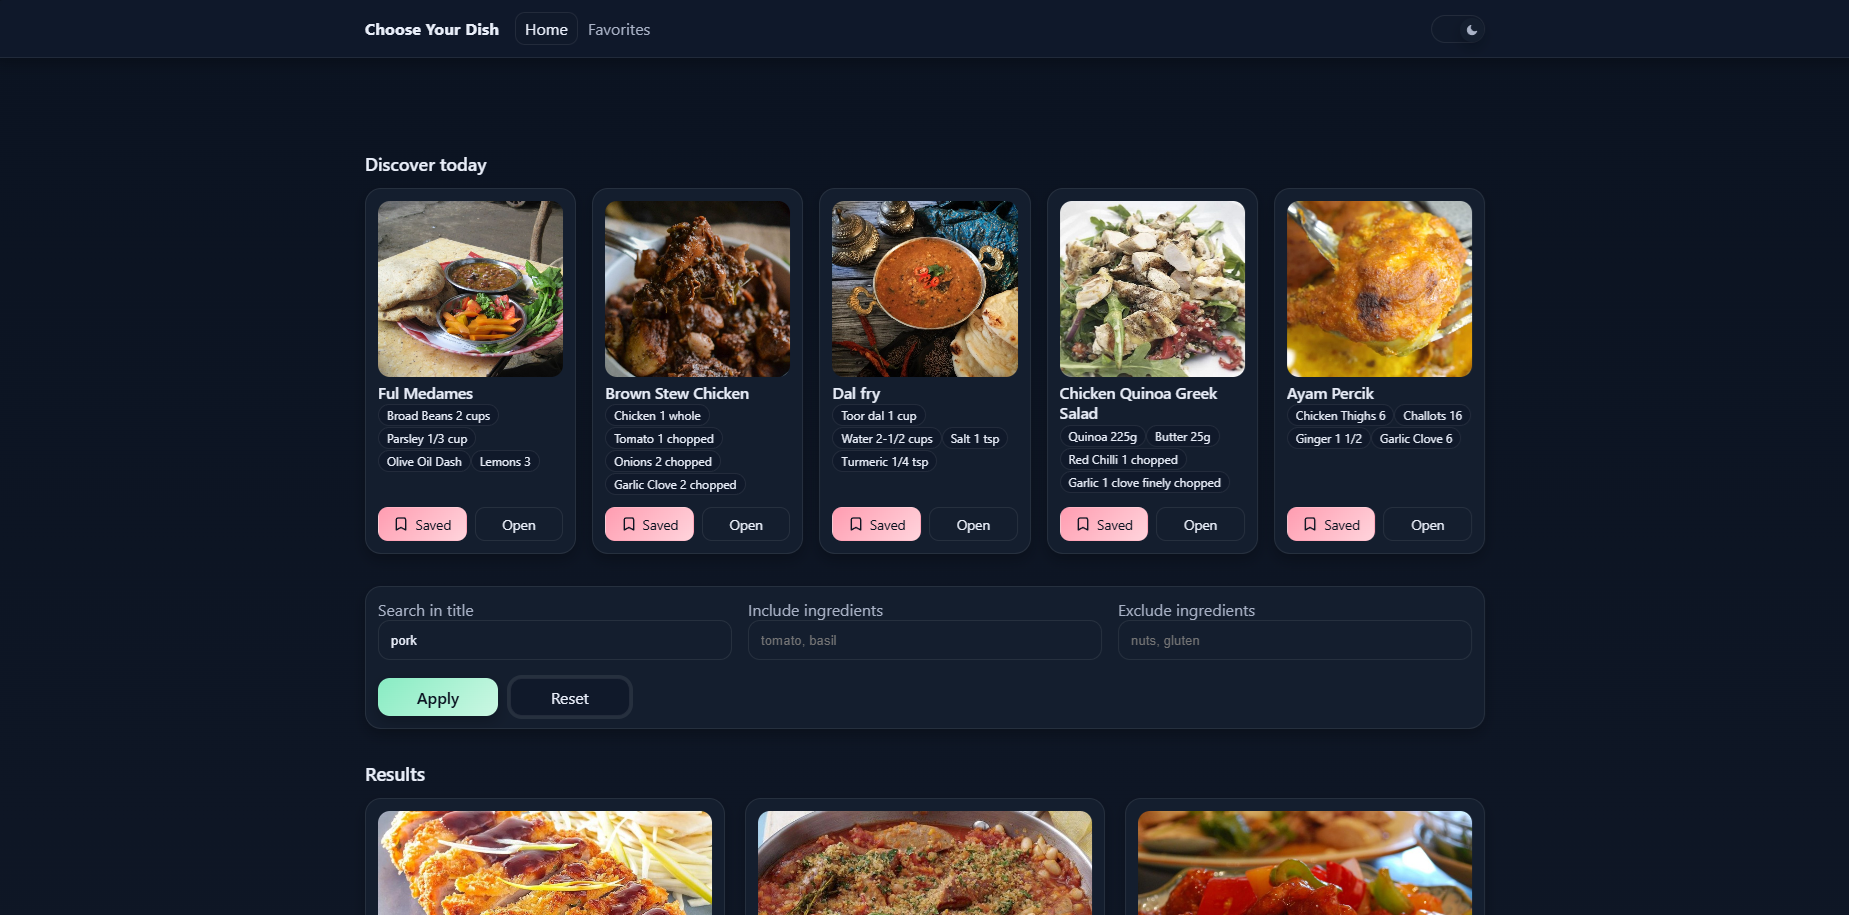 Choose Your Dish Home Favorites
Discover today
Ful Medames
Broad Beans 2 cups
Parsley 1/3 cup
Olive Oil Dash Lemons 3
Saved Open
Brown Stew Chicken
Chicken 1 whole
Tomato 1 chopped
Onions 2 chopped
Garlic Clove 2 chopped
Saved Open
Dal fry
Toor dal 1 cup
Water 2-1/2 cups Salt 1 tsp
Turmeric 1/4 tsp
Saved Open
Chicken Quinoa Greek
Salad
Quinoa 225g Butter 25g
Red Chilli 1 chopped
Garlic 1 clove finely chopped
Saved Open
Ayam Percik
Chicken Thighs 6 Challots 16
Ginger 1 1/2 Garlic Clove 6
Saved Open
Search in title Include ingredients Exclude ingredients
pork tomato, basil nuts, gluten
Apply Reset
Results